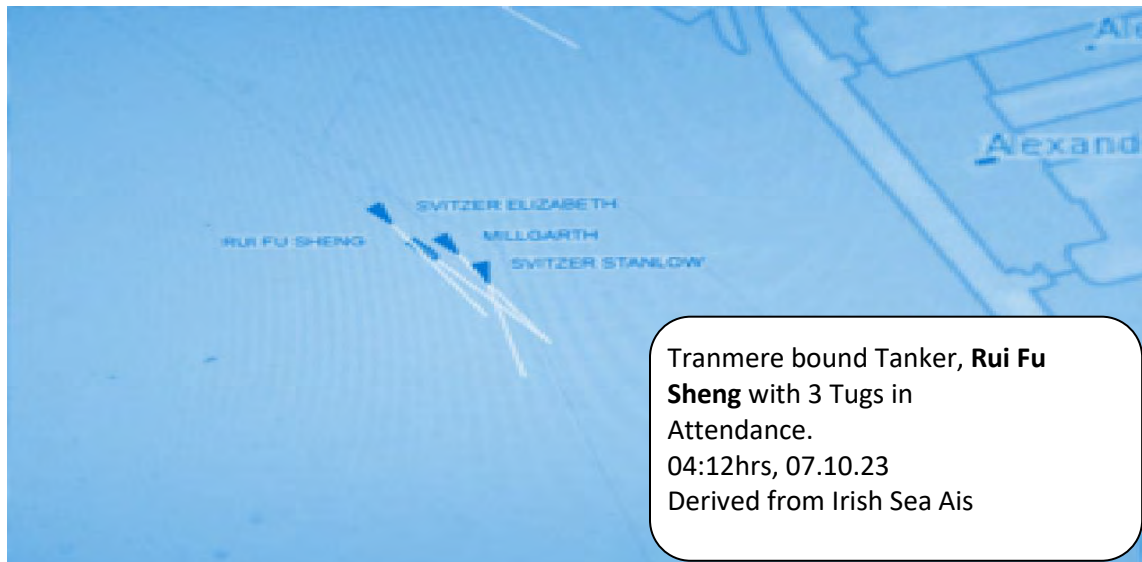 Ale
Alexand
SVITZER ELIZABETH
RUI FU SHENG
MILLGARTH
SVITZER STANLOW
Tranmere bound Tanker, Rui Fu
Sheng with 3 Tugs in
Attendance.
04:12hrs, 07.10.23
Derived from Irish Sea Ais